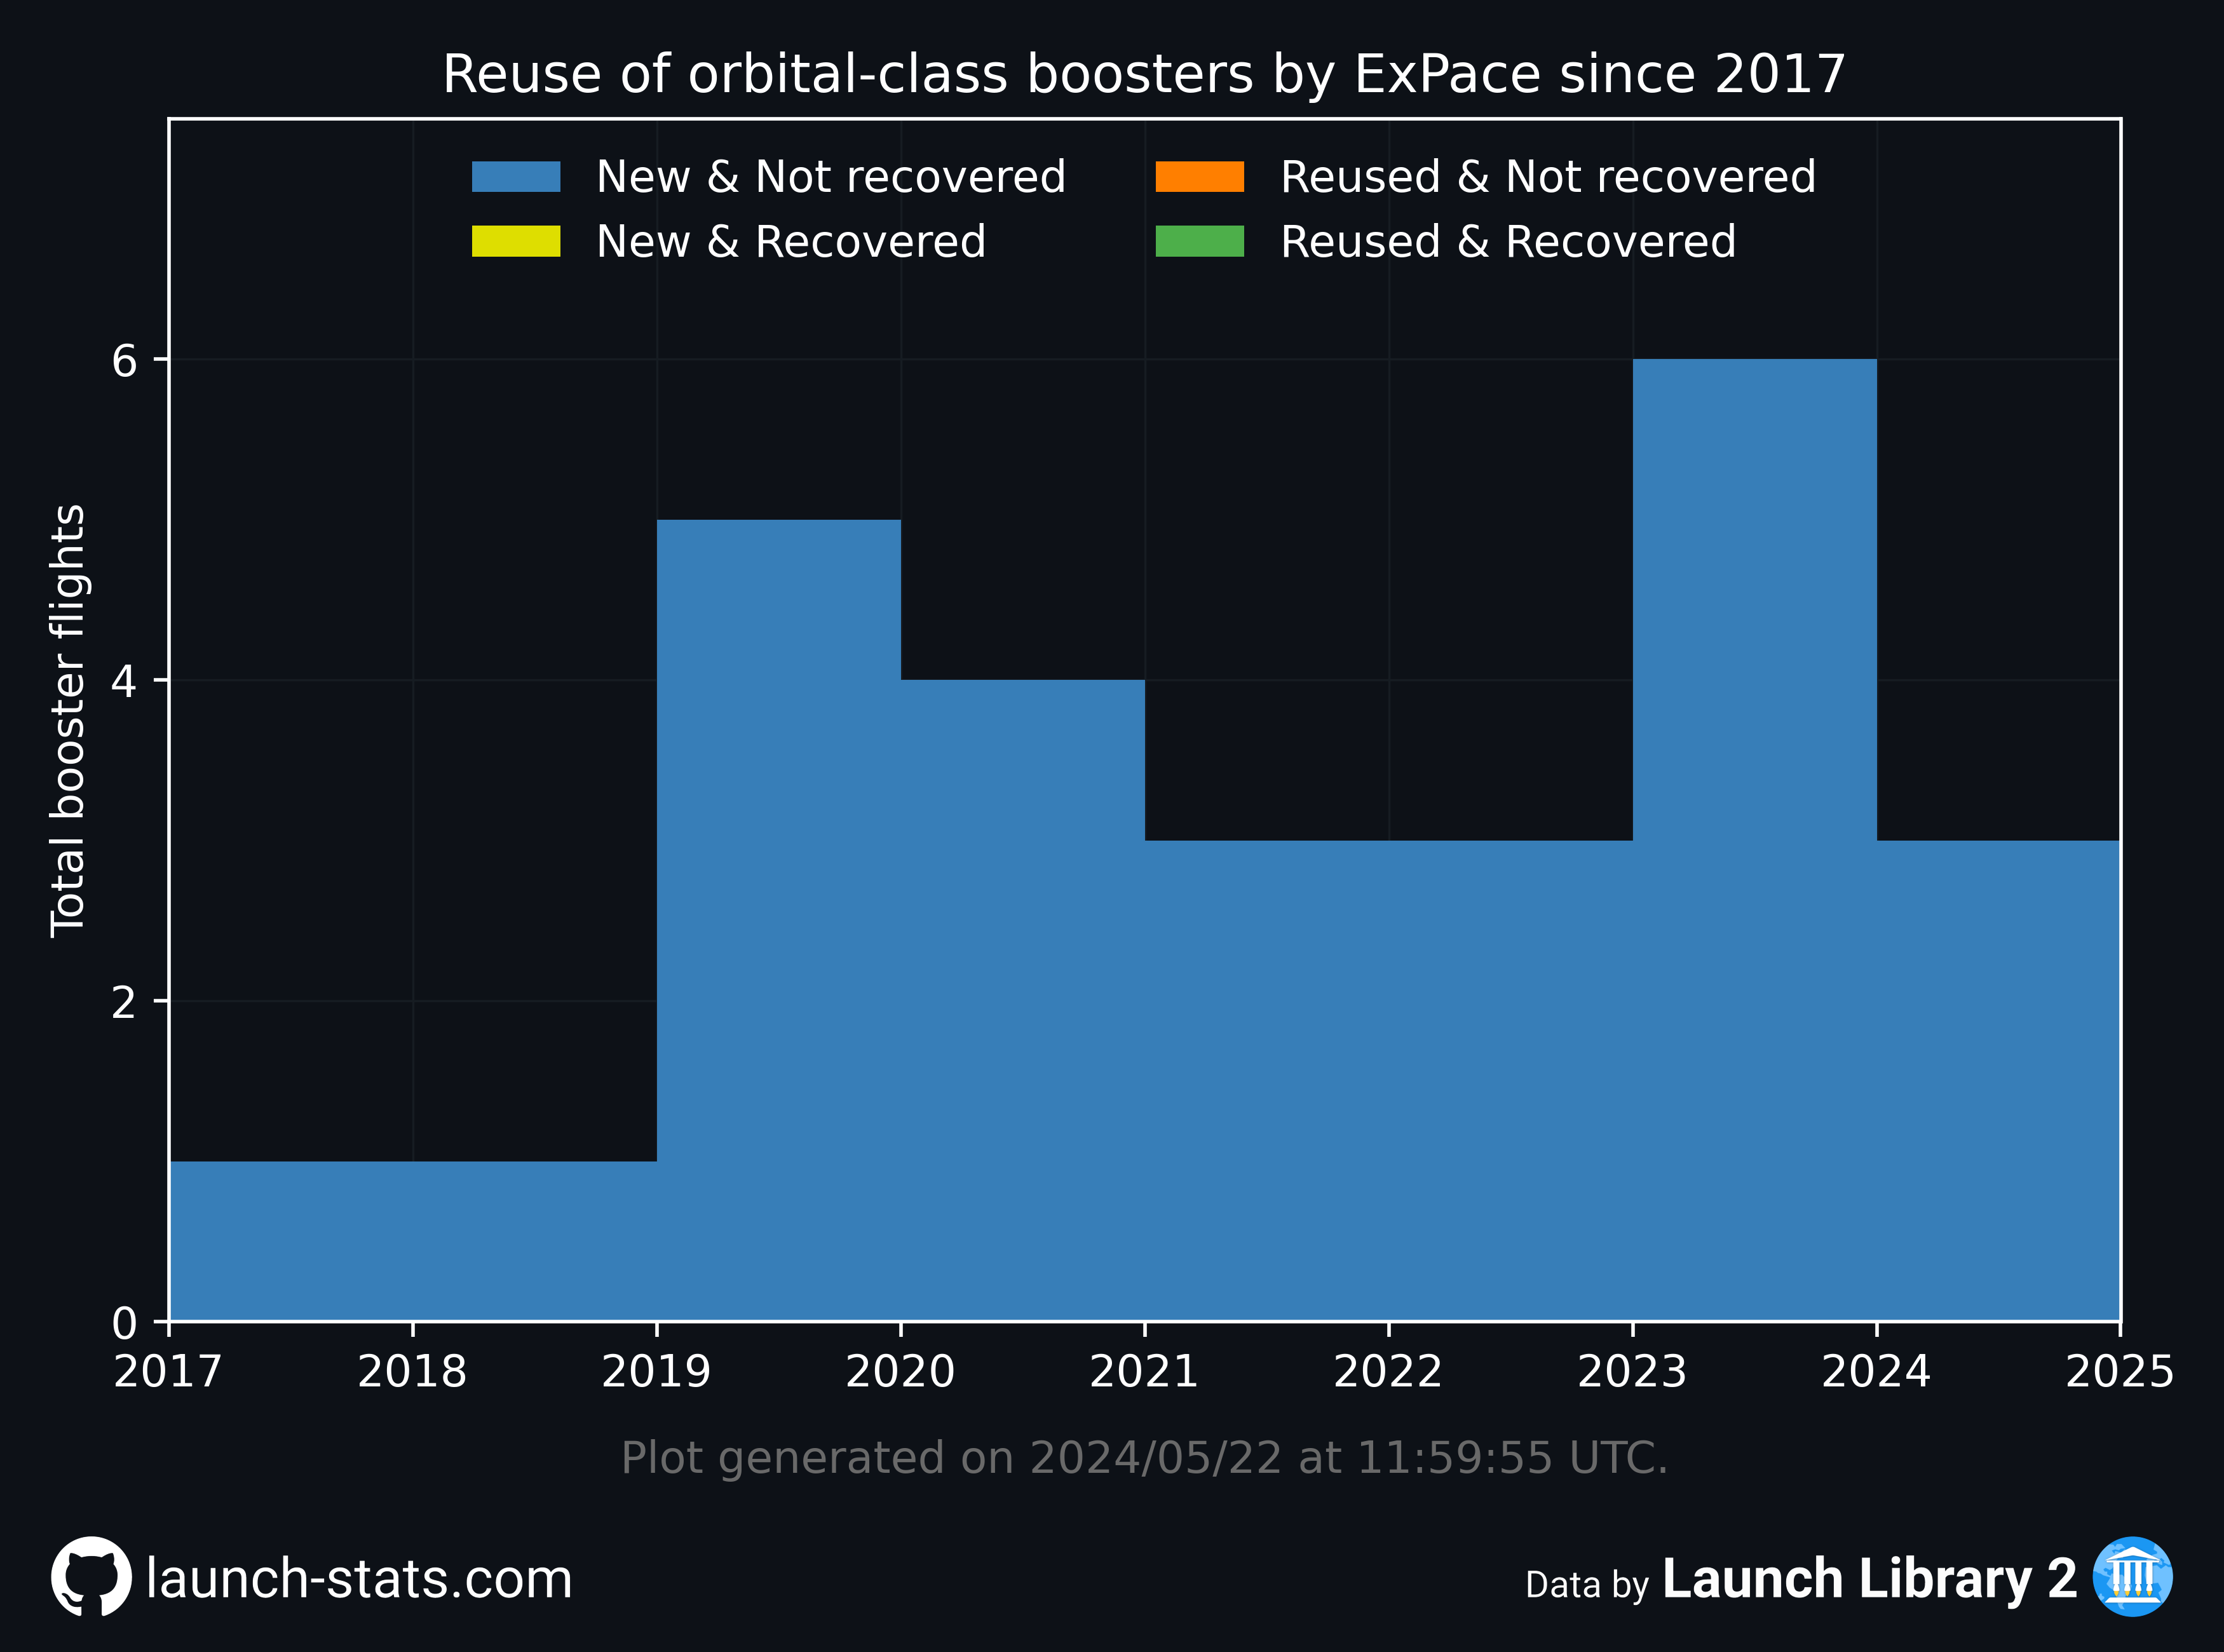 Reuse of orbital-class boosters by ExPace since 2017
New & Not recovered
Reused & Not recovered
New & Recovered
Reused & Recovered
Total booster flights
6
4
2
0
2017 2018 2019 2020 2021 2022 2023 2024 2025
Plot generated on 2024/05/22 at 11:59:55 UTC.
launch-stats.com
Data by Launch Library 2